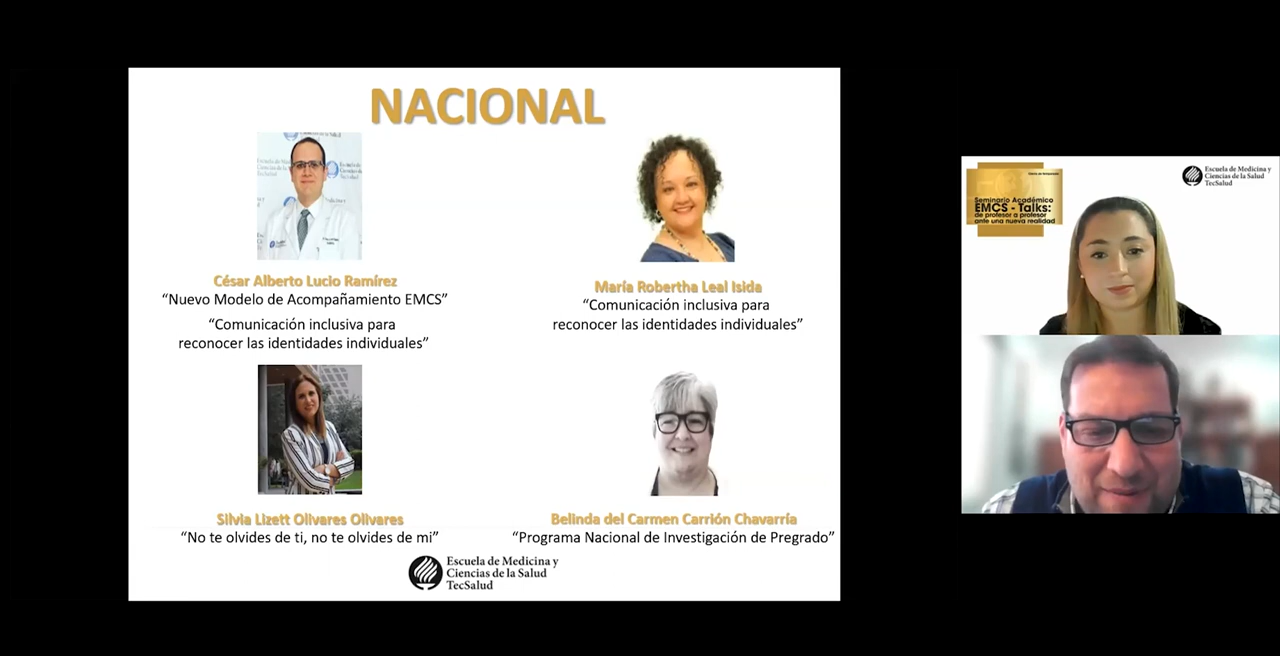 NACIONAL
César Alberto Lucio Ramírez
“Nuevo Modelo de Acompañamiento EMCS”
“Comunicación inclusiva para
reconocer las identidades individuales”
María Robertha Leal Isida
“Comunicación inclusiva para
reconocer las identidades individuales”
Silvia Lizett Olivares Olivares
“No te olvides de ti, no te olvides de mi”
Belinda del Carmen Carrión Chavarría
“Programa Nacional de Investigación de Pregrado”
Escuela de Medicina y
Ciencias de la Salud
TecSalud
Seminario Académico
EMCS - Talks:
de profesor a profesor
ante una nueva realidad
Escuela de Medicina y
Ciencias de la Salud
TecSalud